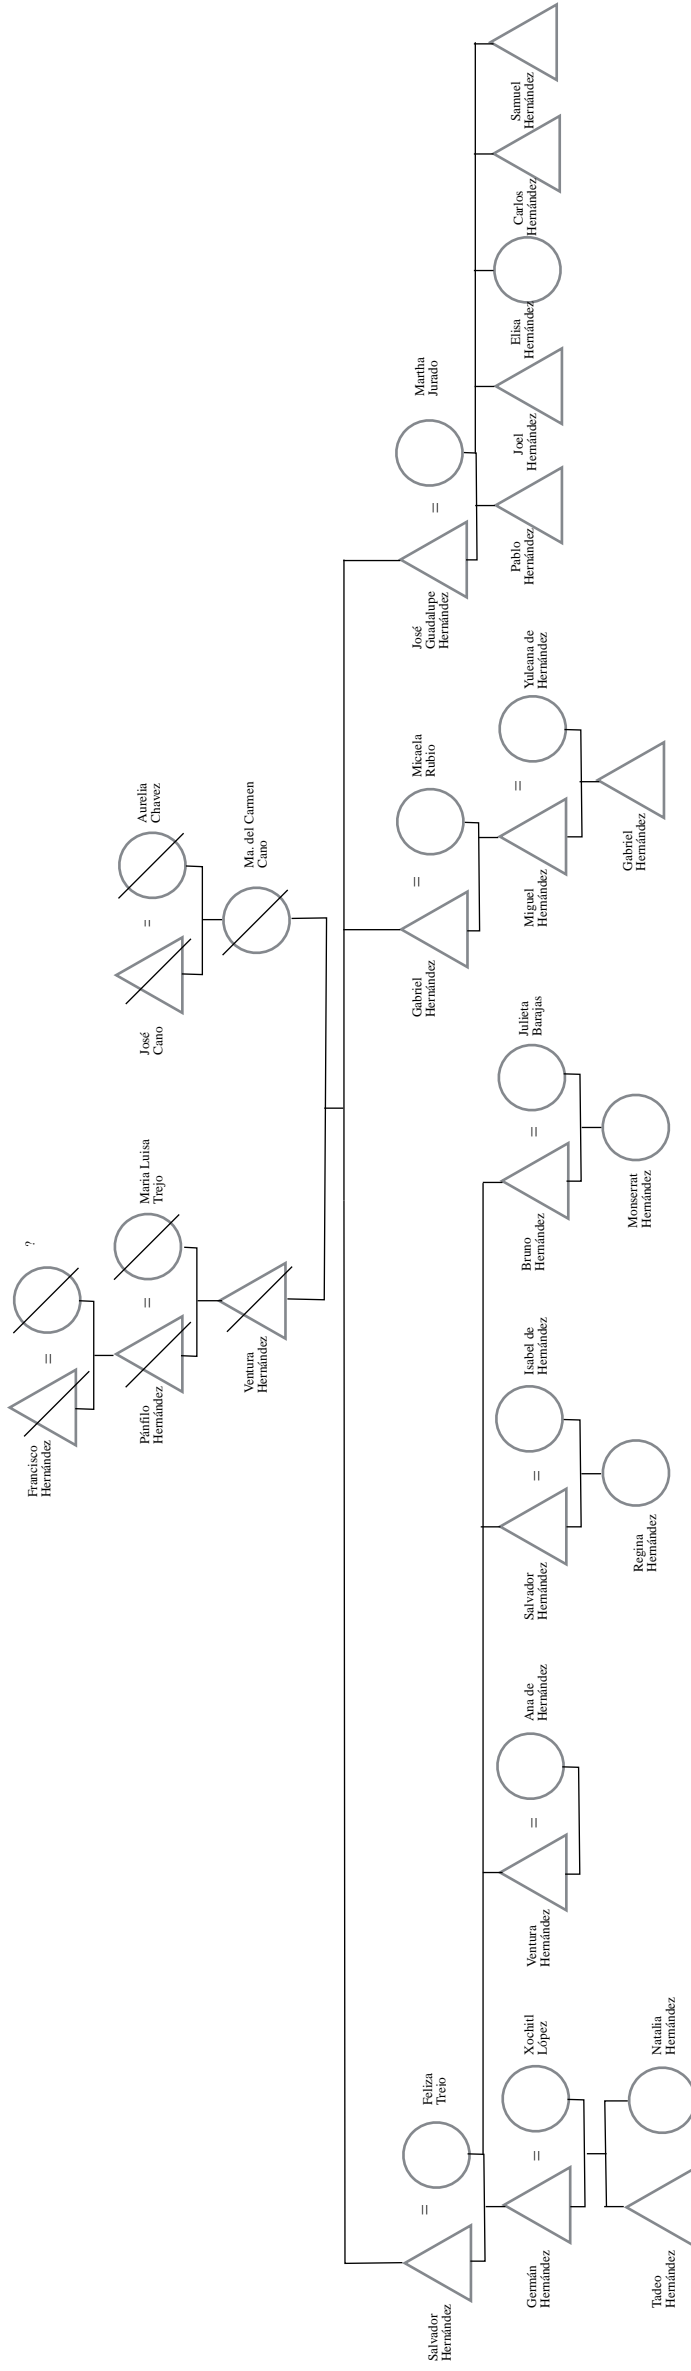 Francisco
Hernández
=
?
Pánfilo
Hernández
=
Maria Luisa
Trejo
José
Cano
=
Aurelia
Chavez
Ventura
Hernández
Ma. del Carmen
Cano
Salvador
Hernández
=
Feliza
Trejo
Gabriel
Hernández
=
Micaela
Rubio
José
Guadalupe
Hernández
=
Martha
Jurado
Germán
Hernández
=
Xochitl
López
Ventura
Hernández
=
Ana de
Hernández
Salvador
Hernández
=
Isabel de
Hernández
Bruno
Hernández
=
Julieta
Barajas
Miguel
Hernández
=
Yuleana de
Hernández
Pablo
Hernández
Joel
Hernández
Elisa
Hernández
Carlos
Hernández
Samuel
Hernández
Tadeo
Hernández
Natalia
Hernández
Regina
Hernández
Monserrat
Hernández
Gabriel
Hernández